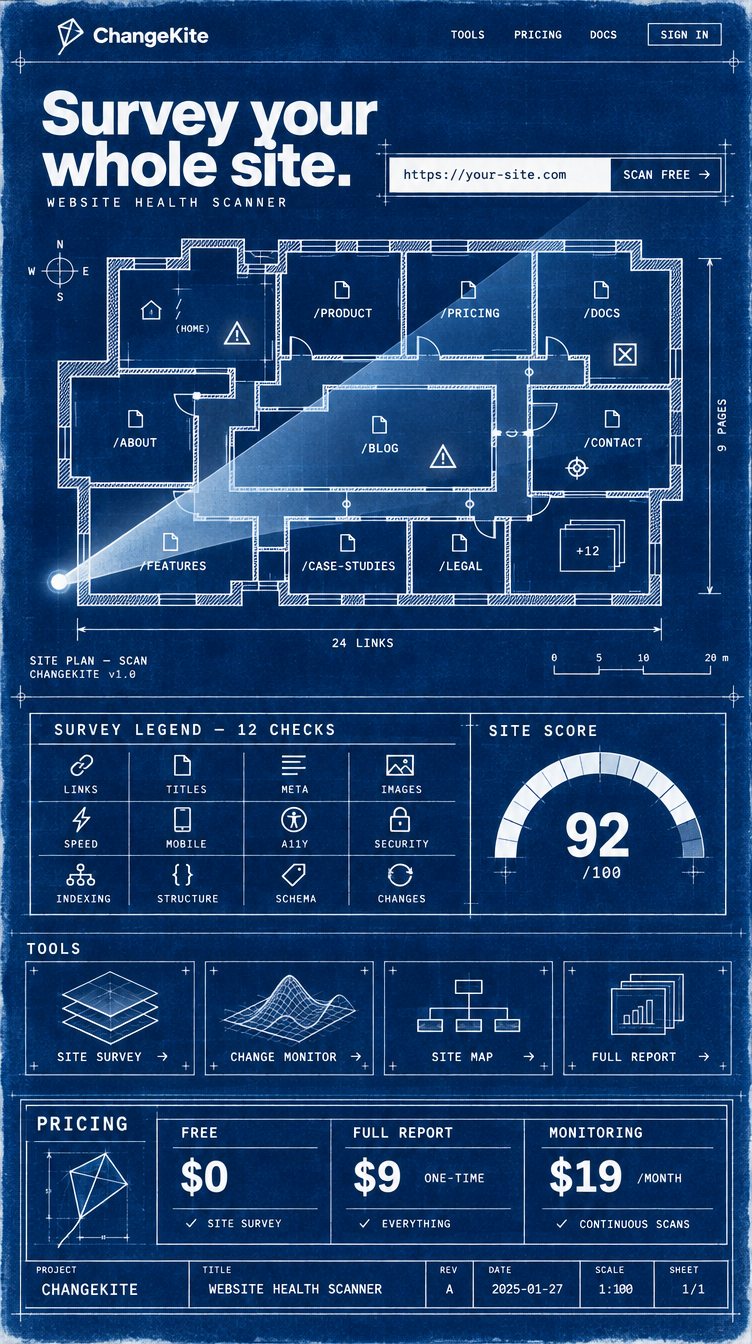 ChangeKite
TOOLS PRICING DOCS SIGN IN
Survey your
whole site.
WEBSITE HEALTH SCANNER
https://your-site.com SCAN FREE →
N
W E
S
/
/
(HOME)
/PRODUCT
/PRICING
/DOCS
/ABOUT
/BLOG
/CONTACT
/FEATURES
/CASE-STUDIES
/LEGAL
+12
9 PAGES
24 LINKS
SITE PLAN — SCAN
CHANGEKITE v1.0
0 5 10 20 m
SURVEY LEGEND — 12 CHECKS
LINKS TITLES META IMAGES
SPEED MOBILE A11Y SECURITY
INDEXING STRUCTURE SCHEMA CHANGES
SITE SCORE
92
/100
TOOLS
SITE SURVEY →
CHANGE MONITOR →
SITE MAP →
FULL REPORT →
PRICING
FREE
$0
✓ SITE SURVEY
FULL REPORT
$9 ONE-TIME
✓ EVERYTHING
MONITORING
$19 /MONTH
✓ CONTINUOUS SCANS
PROJECT
CHANGEKITE
TITLE
WEBSITE HEALTH SCANNER
REV
A
DATE
2025-01-27
SCALE
1:100
SHEET
1/1